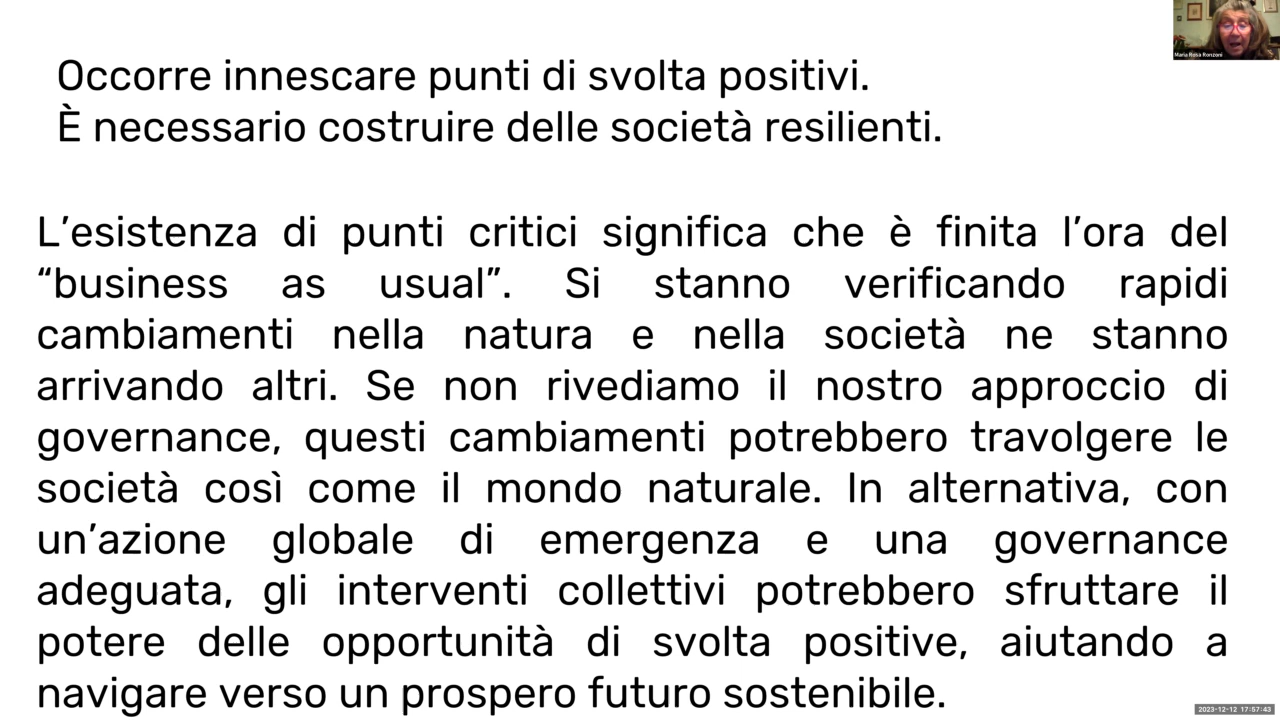 Maria Rosa Ronzoni
Occorre innescare punti di svolta positivi.
È necessario costruire delle società resilienti.
L’esistenza di punti critici significa che è finita l’ora del
“business as usual”. Si stanno verificando rapidi
cambiamenti nella natura e nella società ne stanno
arrivando altri. Se non rivediamo il nostro approccio di
governance, questi cambiamenti potrebbero travolgere le
società così come il mondo naturale. In alternativa, con
un’azione globale di emergenza e una governance
adeguata, gli interventi collettivi potrebbero sfruttare il
potere delle opportunità di svolta positive, aiutando a
navigare verso un prospero futuro sostenibile.
2023-12-12 17:57:43